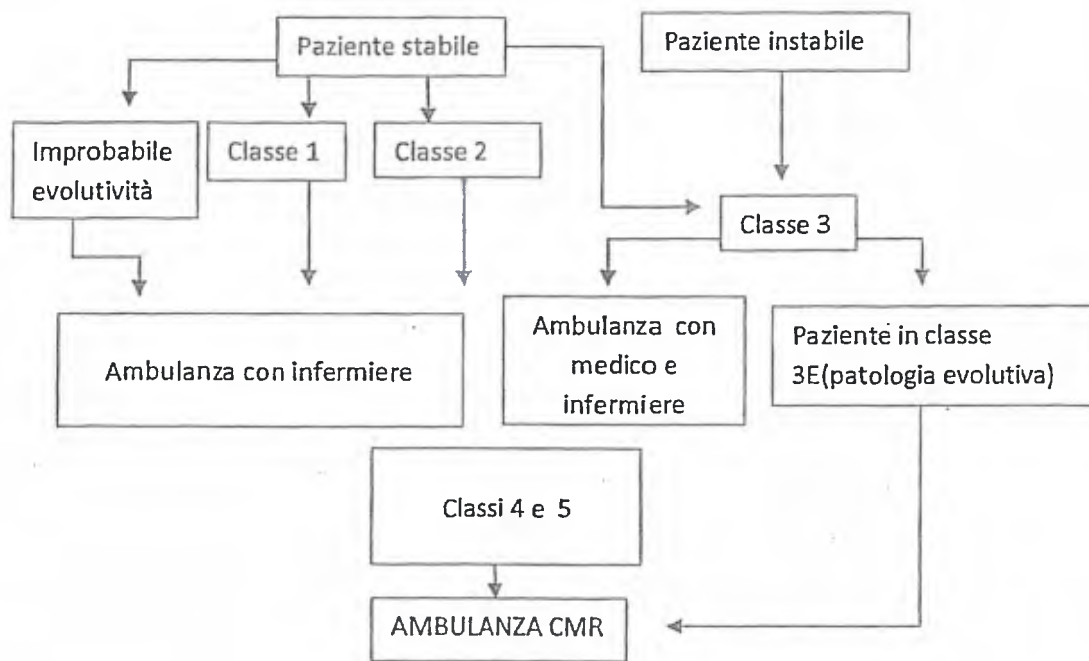 Paziente stabile
Paziente instabile
Improbabile
evolutività
Classe 1
Classe 2
Classe 3
Ambulanza con infermiere
Ambulanza con
medico e
infermiere
Paziente in classe
3E(patologia evolutiva)
Classi 4 e 5
AMBULANZA CMR